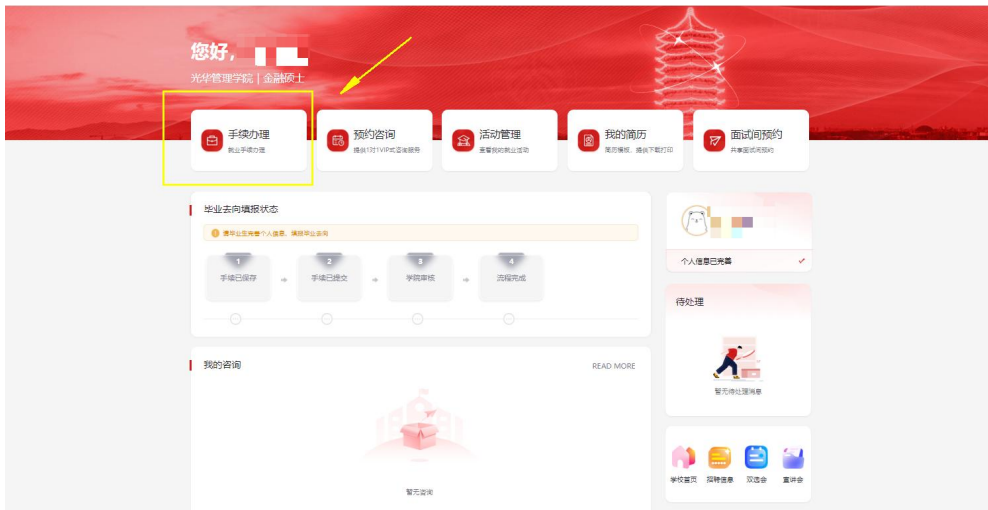 您好，
光华管理学院 | 金融硕士
手续办理
就业手续办理
预约咨询
提供1对1VIP式咨询服务
活动管理
查看我的就业活动
我的简历
简历模板，提供下载打印
面试间预约
共享面试间预约
毕业去向填报状态
请毕业生完善个人信息、填报毕业去向
1
手续已保存
2
手续已提交
3
学院审核
4
流程完成
个人信息已完善
待处理
暂无待处理消息
我的咨询
READ MORE
暂无咨询
学校首页
招聘信息
双选会
宣讲会